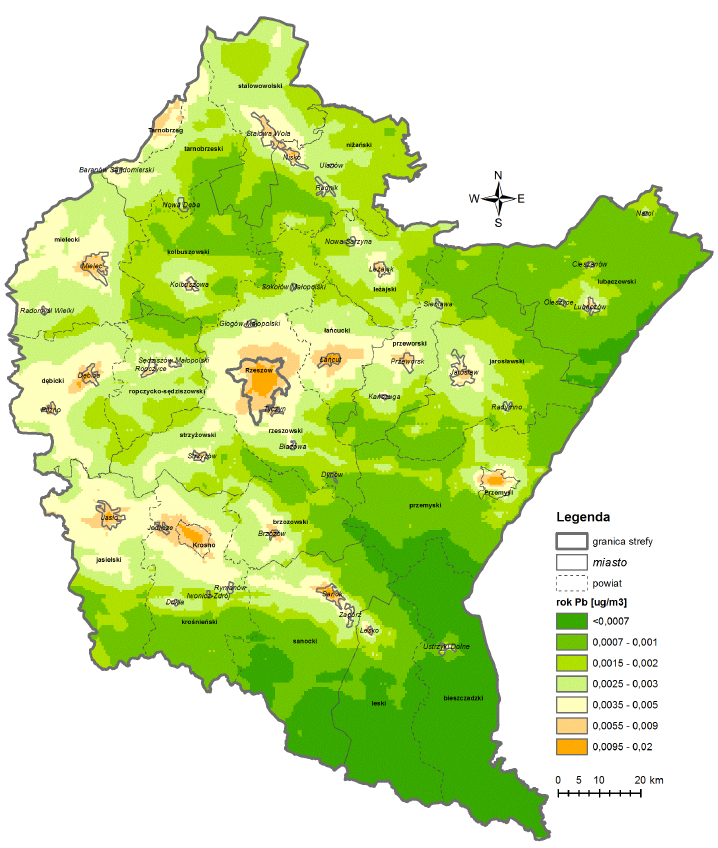 stalowowolski
Tarnobrzeg
Stalowa Wola
tarnobrzeski
niżański
Nisko
Ulanów
Baranów Sandomierski
Rudnik
N
W E
S
Nowa Dęba
Narol
mielecki
Nowa Sarzyna
kolbuszowski
Mielec
Leżajsk
Cieszanów
lubaczowski
Kolbuszowa
Sokołów Małopolski
leżajski
Oleszyce
Lubaczów
Radomyśl Wielki
Sieniawa
Głogów Małopolski
łańcucki
przeworski
Sędziszów Małopolski
Ropczyce
Łańcut
Przeworsk
jarosławski
Rzeszów
Jarosław
dębicki
Dębica
ropczycko-sędziszowski
Kańczuga
Pilzno
Tyczyn
Radymno
strzyżowski
rzeszowski
Błażowa
Strzyżów
Dynów
Przemyśl
przemyski
Jasło
Jedlicze
brzozowski
Brzozów
Krosno
jasielski
Rymanów
Iwonicz-Zdrój
Dukla
Sanok
Zagórz
krośnieński
Lesko
sanocki
Ustrzyki Dolne
leski
bieszczadzki
Legenda
granica strefy
miasto
powiat
rok Pb [ug/m3]
<0,0007
0,0007 - 0,001
0,0015 - 0,002
0,0025 - 0,003
0,0035 - 0,005
0,0055 - 0,009
0,0095 - 0,02
0 5 10 20 km